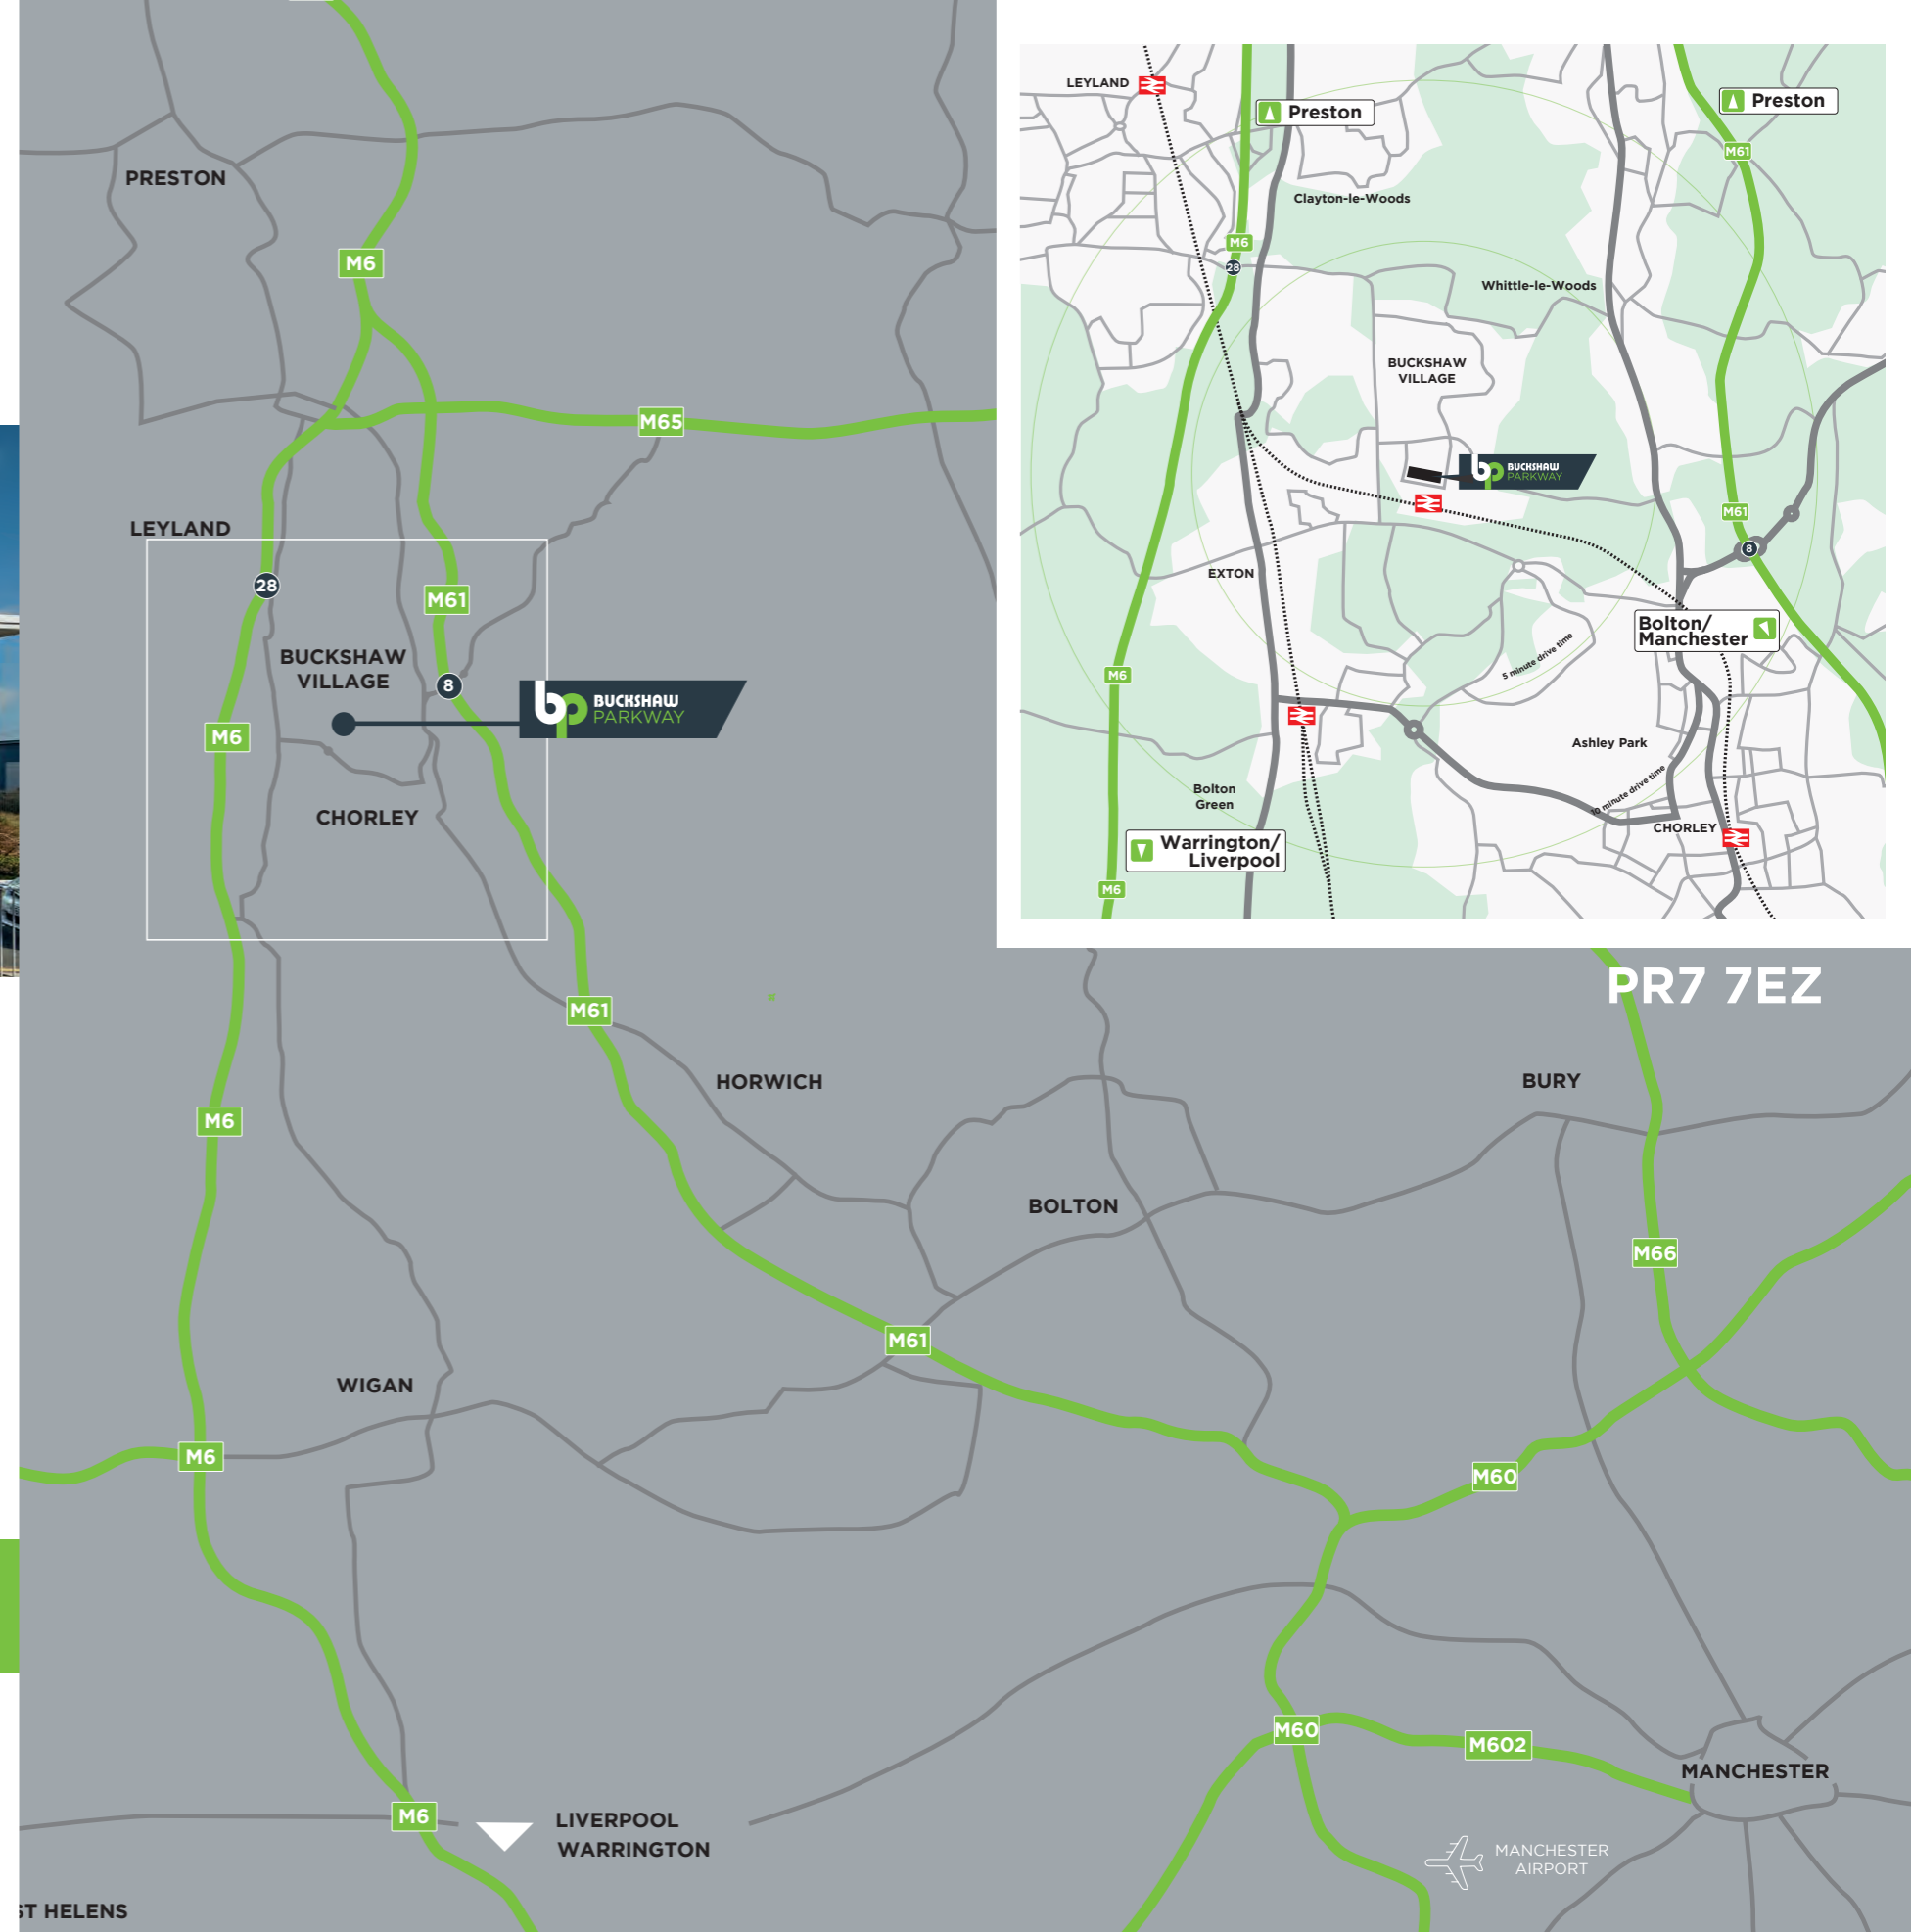 PRESTON
M6
M65
LEYLAND
28
M61
BUCKSHAW
VILLAGE
8
bp BUCKSHAW
PARKWAY
M6
CHORLEY
M61
HORWICH
M6
BOLTON
M61
WIGAN
M6
M6
LIVERPOOL
WARRINGTON
ST HELENS
LEYLAND
Preston
Preston
M61
Clayton-le-Woods
M6
28
Whittle-le-Woods
BUCKSHAW
VILLAGE
bp BUCKSHAW
PARKWAY
M61
8
EXTON
Bolton/
Manchester
5 minute drive time
M6
Ashley Park
10 minute drive time
Bolton
Green
CHORLEY
Warrington/
Liverpool
M6
PR7 7EZ
BURY
M66
M60
M60
M602
MANCHESTER
MANCHESTER
AIRPORT